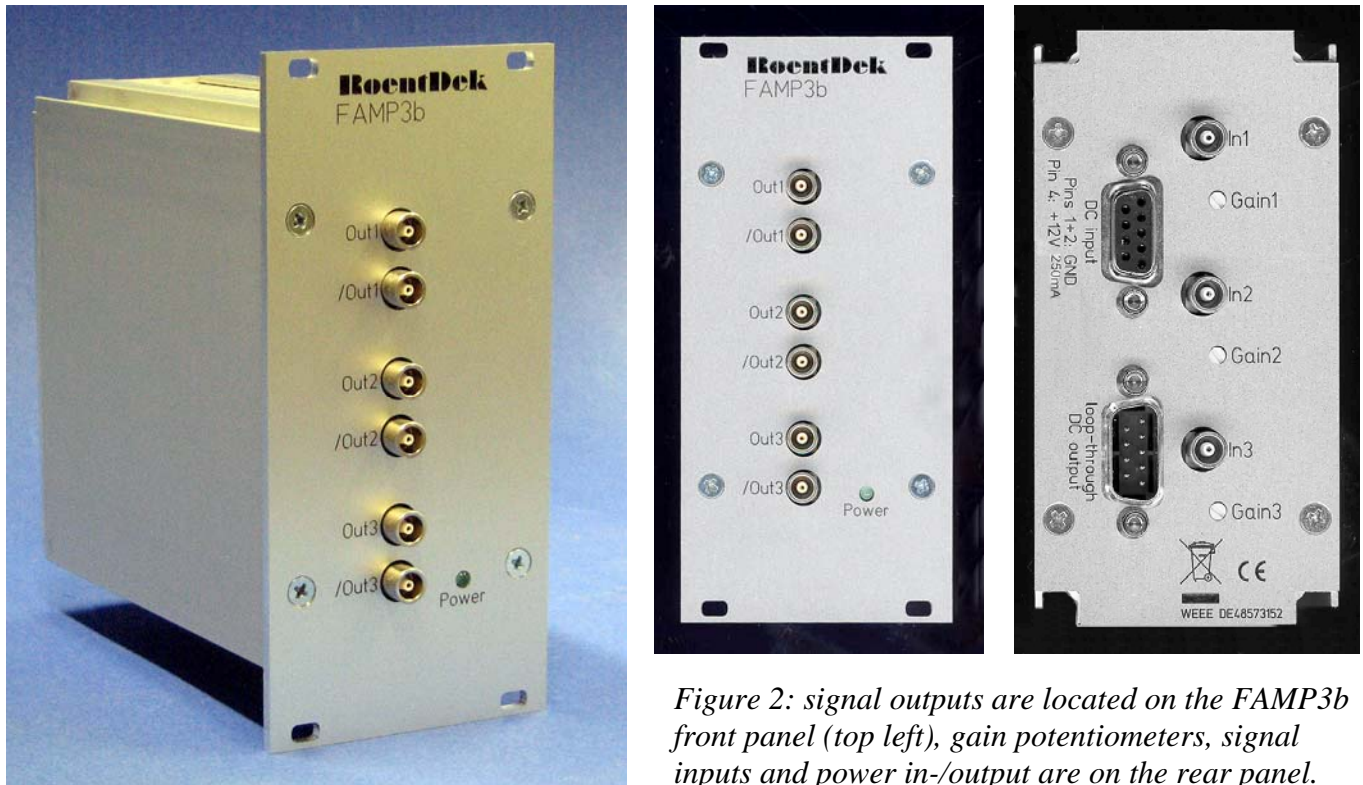 RoentDek
FAMP3b
Out1
/Out1
Out2
/Out2
Out3
/Out3
Power
RoentDek
FAMP3b
Out1
/Out1
Out2
/Out2
Out3
/Out3
Power
In1
Gain1
DC input
Pins 1+2: GND
Pin 4: +12V 250mA
In2
Gain2
loop-through
DC output
In3
Gain3
CE
WEEE DE48573152
Figure 2: signal outputs are located on the FAMP3b
front panel (top left), gain potentiometers, signal
inputs and power in-/output are on the rear panel.